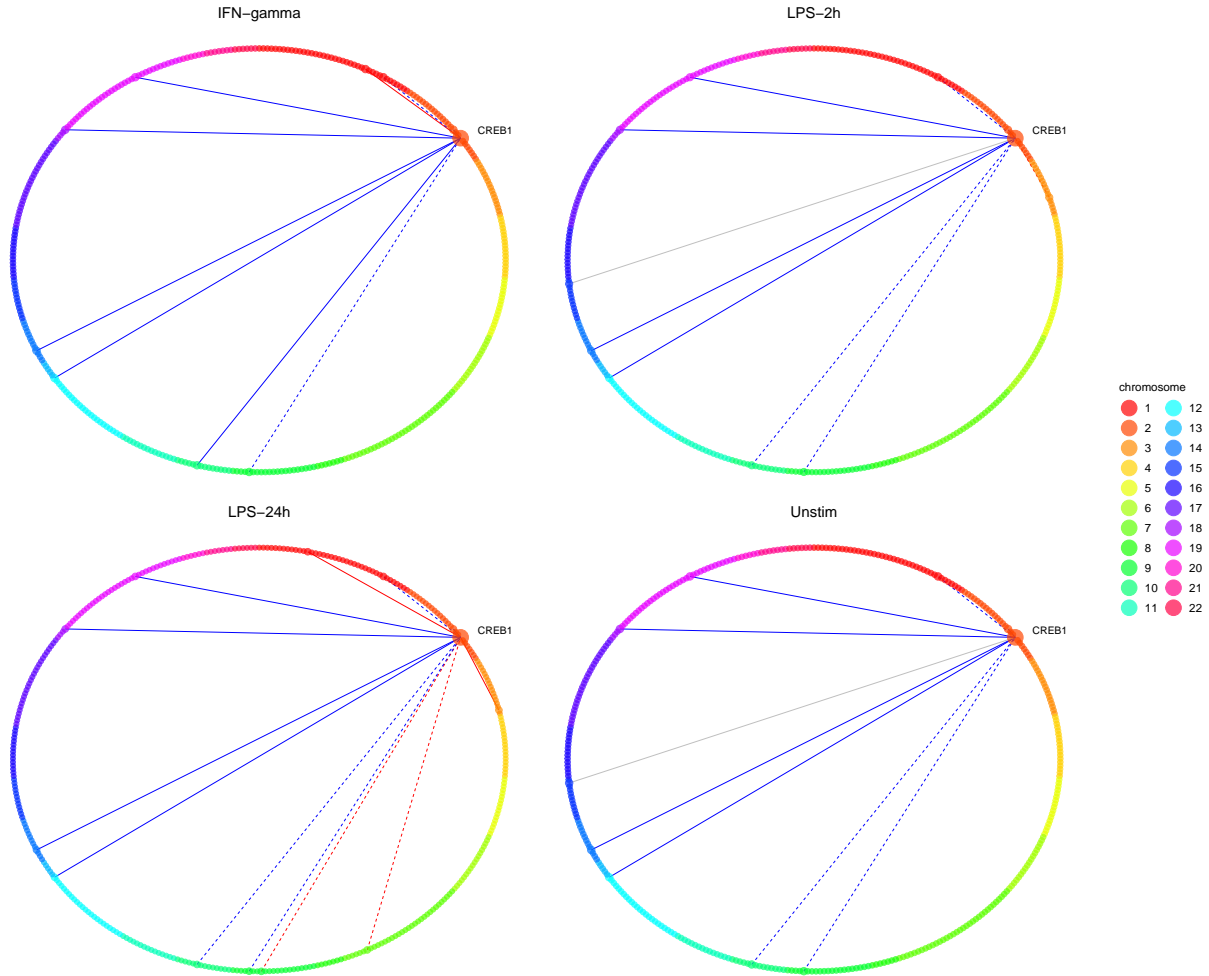 IFN−gamma
LPS−2h
CREB1
CREB1
LPS−24h
Unstim
CREB1
CREB1
chromosome
1 12
2 13
3 14
4 15
5 16
6 17
7 18
8 19
9 20
10 21
11 22